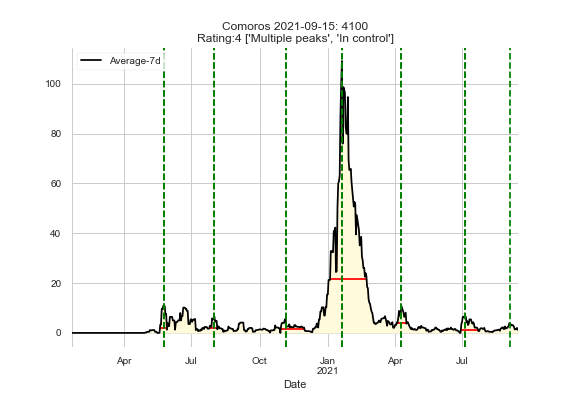 Comoros 2021-09-15: 4100
Rating:4 ['Multiple peaks', 'In control']
Average-7d
100
80
60
40
20
0
Apr
Jul
Oct
Jan
2021
Apr
Jul
Date